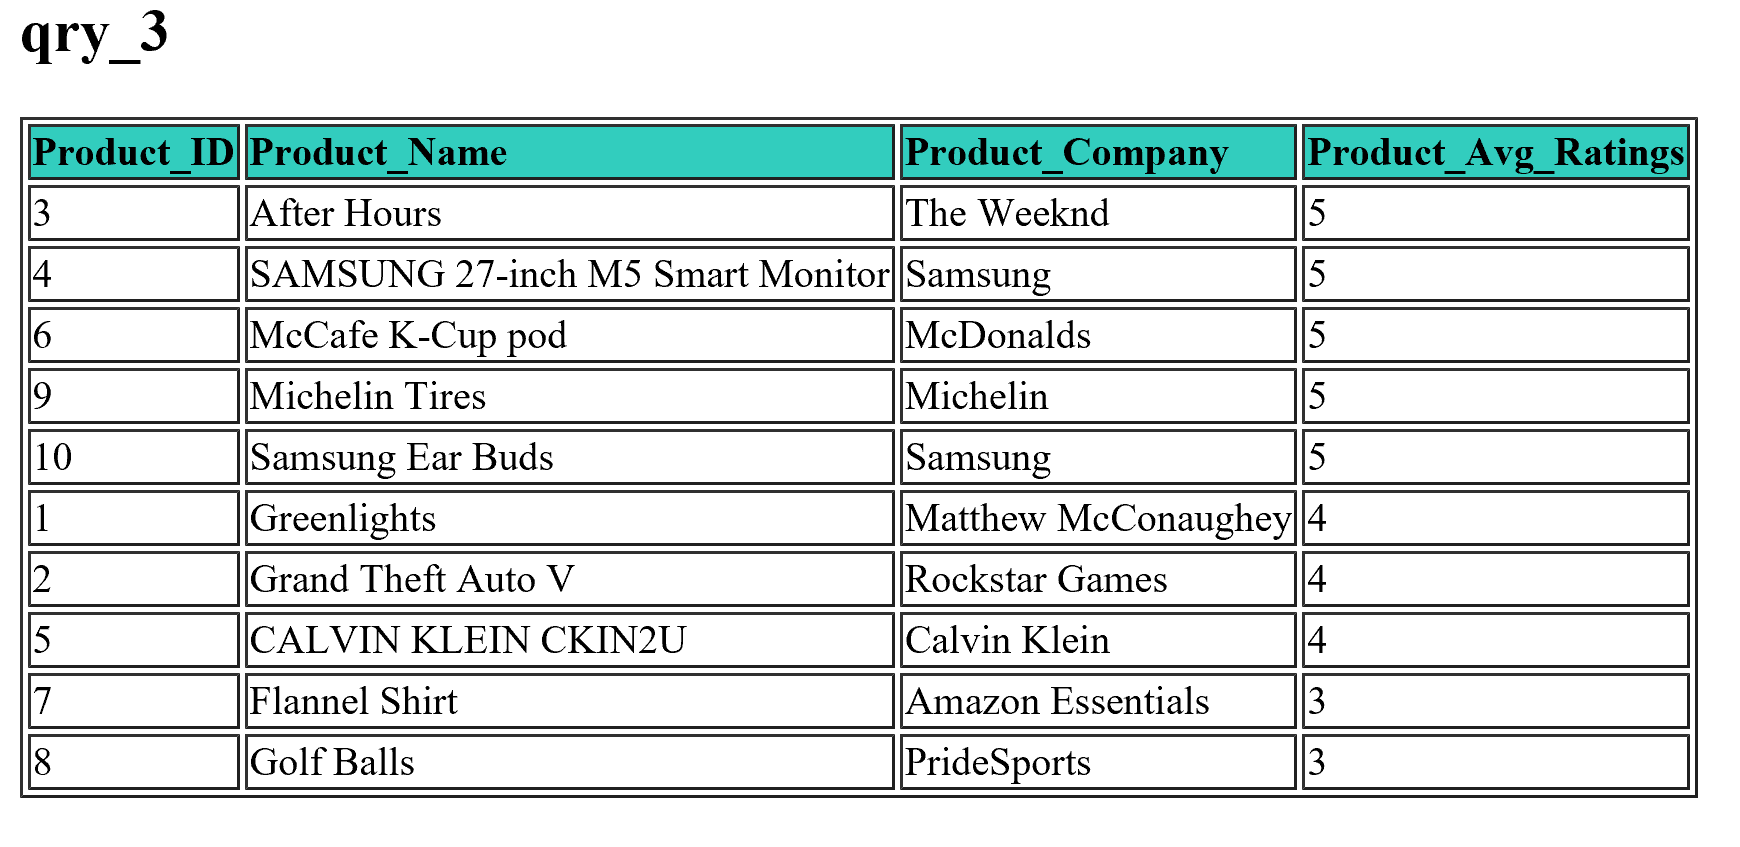 qry_3
Product_ID Product_Name Product_Company Product_Avg_Ratings
3 After Hours The Weeknd 5
4 SAMSUNG 27-inch M5 Smart Monitor Samsung 5
6 McCafe K-Cup pod McDonalds 5
9 Michelin Tires Michelin 5
10 Samsung Ear Buds Samsung 5
1 Greenlights Matthew McConaughey 4
2 Grand Theft Auto V Rockstar Games 4
5 CALVIN KLEIN CKIN2U Calvin Klein 4
7 Flannel Shirt Amazon Essentials 3
8 Golf Balls PrideSports 3